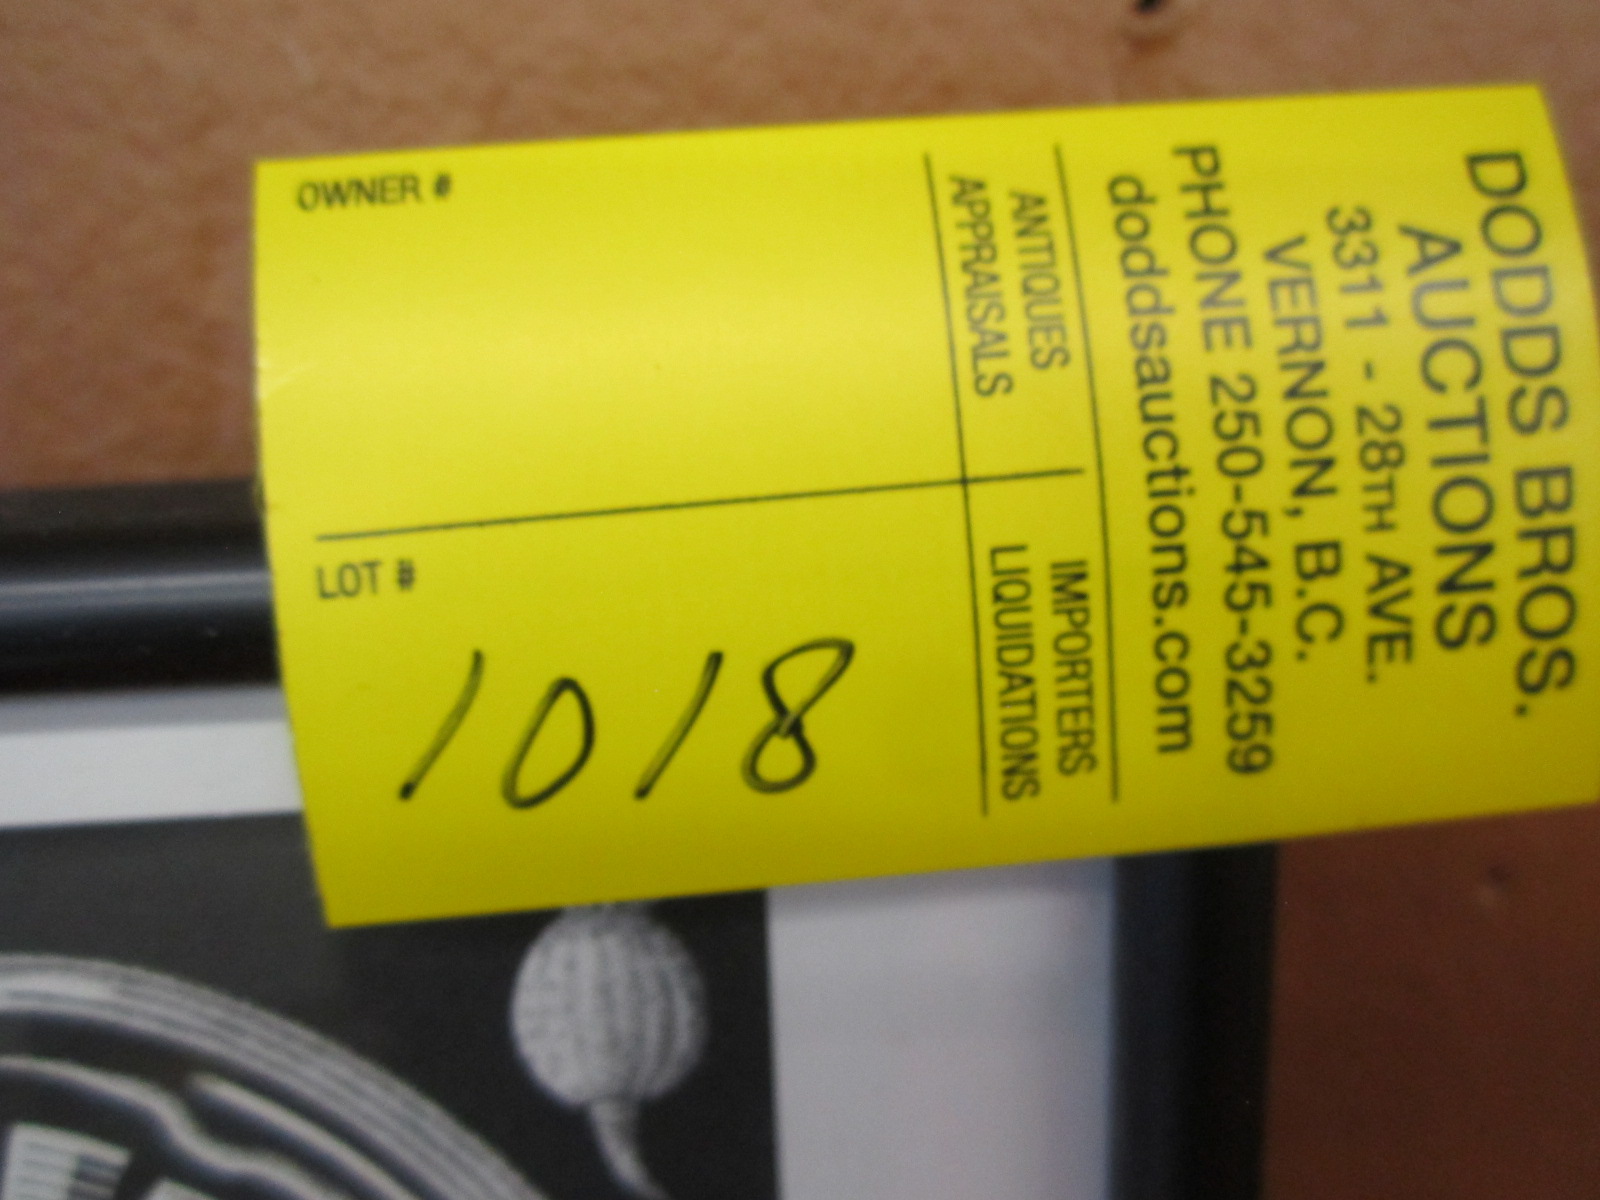 DODDS BROS.
AUCTIONS
3311 - 28TH AVE.
VERNON, B.C.
PHONE 250-545-3259
doddsauctions.com
ANTIQUES
APPRAISALS
IMPORTERS
LIQUIDATIONS
OWNER #
LOT #
1018